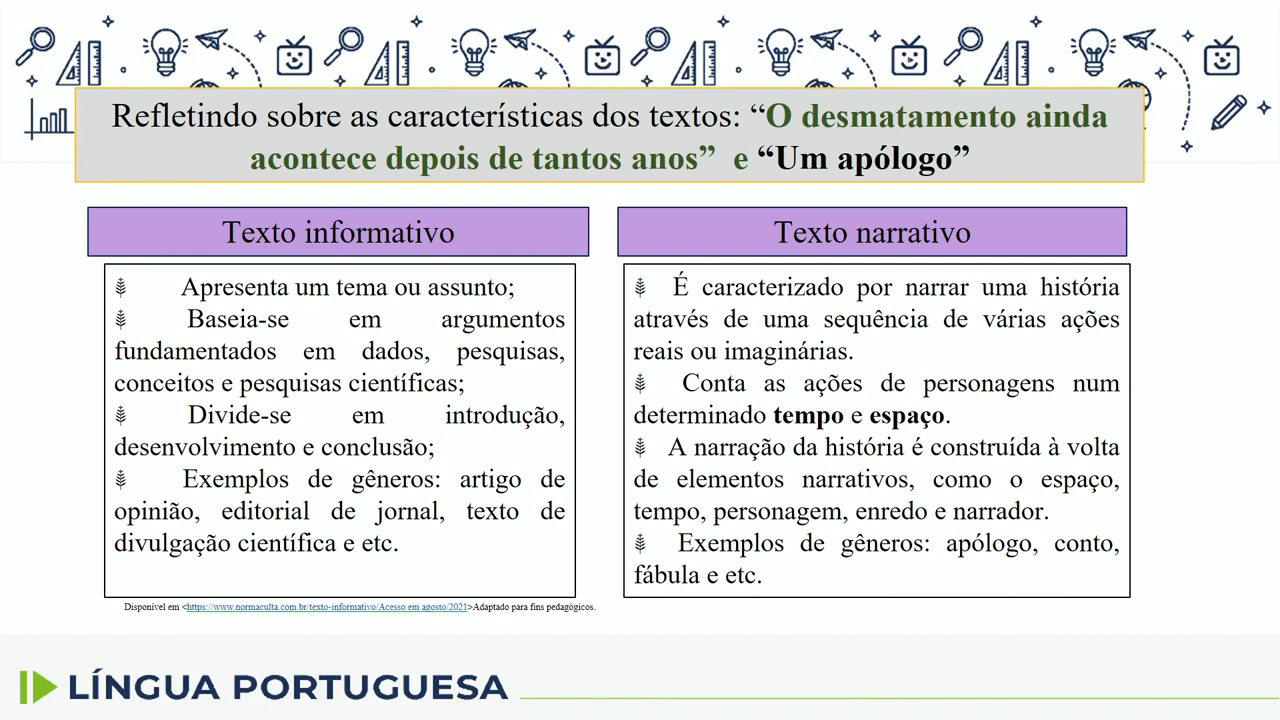 Refletindo sobre as características dos textos: “O desmatamento ainda
acontece depois de tantos anos” e “Um apólogo”
Texto informativo
Apresenta um tema ou assunto;
Baseia-se em argumentos
fundamentados em dados, pesquisas,
conceitos e pesquisas científicas;
Divide-se em introdução,
desenvolvimento e conclusão;
Exemplos de gêneros: artigo de
opinião, editorial de jornal, texto de
divulgação científica e etc.
Disponível em <https://www.normaculta.com.br/texto-informativo/Acesso em agosto/2021>Adaptado para fins pedagógicos.
Texto narrativo
É caracterizado por narrar uma história
através de uma sequência de várias ações
reais ou imaginárias.
Conta as ações de personagens num
determinado tempo e espaço.
A narração da história é construída à volta
de elementos narrativos, como o espaço,
tempo, personagem, enredo e narrador.
Exemplos de gêneros: apólogo, conto,
fábula e etc.
LÍNGUA PORTUGUESA